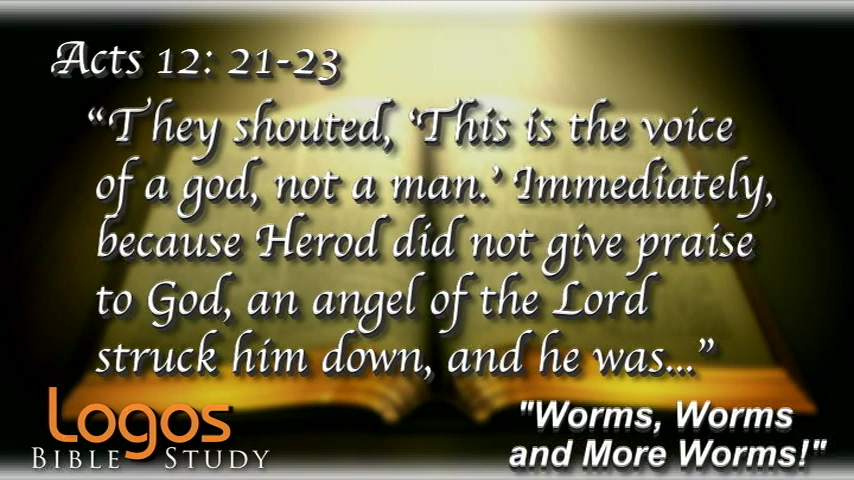 Acts 12: 21-23
“They shouted, ‘This is the voice
of a god, not a man.’ Immediately,
because Herod did not give praise
to God, an angel of the Lord
struck him down, and he was...”
Logos
BIBLE STUDY
"Worms, Worms
and More Worms!"